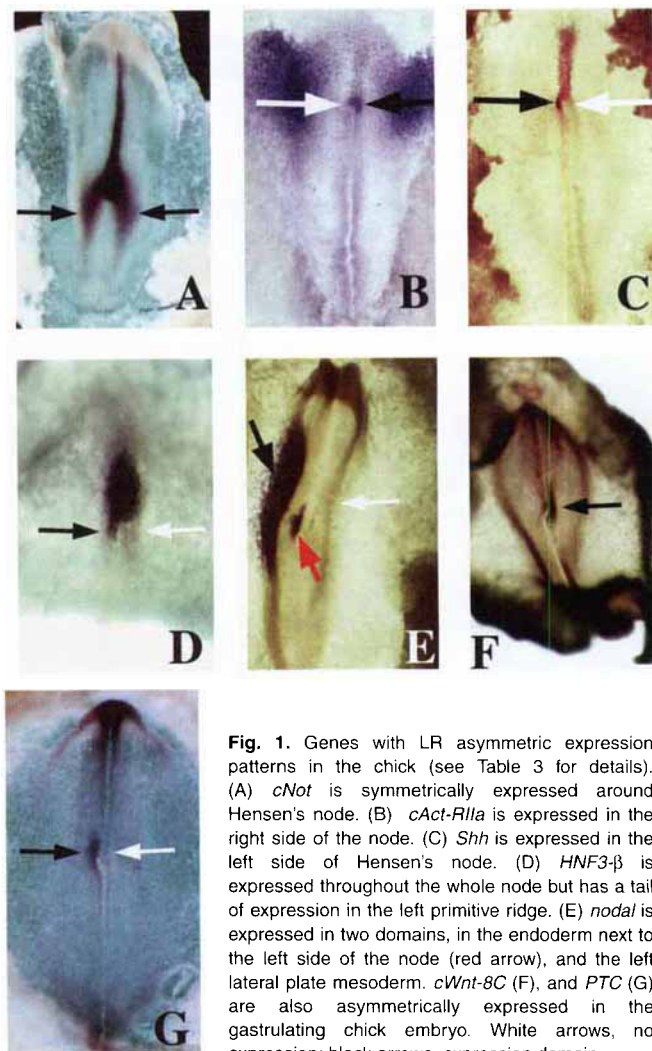 A
B
C
D
E
F
G
Fig. 1. Genes with LR asymmetric expression
patterns in the chick (see Table 3 for details).
(A) cNot is symmetrically expressed around
Hensen's node. (B) cAct-RIIa is expressed in the
right side of the node. (C) Shh is expressed in the
left side of Hensen's node. (D) HNF3-β is
expressed throughout the whole node but has a tail
of expression in the left primitive ridge. (E) nodal is
expressed in two domains, in the endoderm next to
the left side of the node (red arrow), and the left
lateral plate mesoderm. cWnt-8C (F), and PTC (G)
are also asymmetrically expressed in the
gastrulating chick embryo. White arrows, no
expression; black arrows, expression domain.